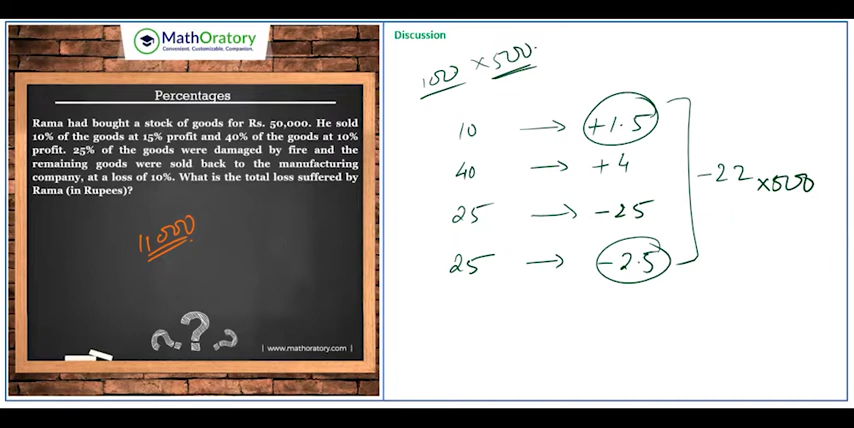 MathOratory
Convenient. Customizable. Companion.
Percentages
Rama had bought a stock of goods for Rs. 50,000. He sold
10% of the goods at 15% profit and 40% of the goods at 10%
profit. 25% of the goods were damaged by fire and the
remaining goods were sold back to the manufacturing
company, at a loss of 10%. What is the total loss suffered by
Rama (in Rupees)?
11000
| www.mathoratory.com
Discussion
100 × 500.
10 → +1.5
40 → +4
25 → -25
25 → -2.5
-22 ×500